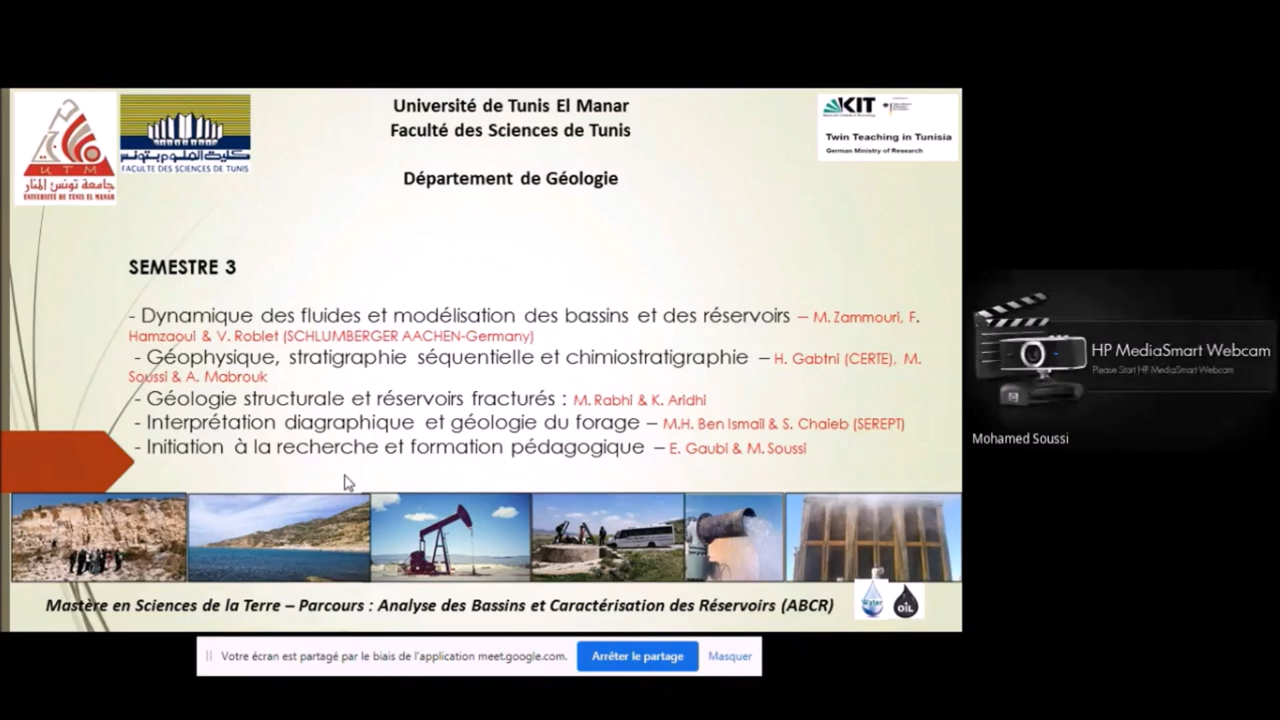 Université de Tunis El Manar
Faculté des Sciences de Tunis
Département de Géologie
UTM
جامعة تونس المنار
UNIVERSITÉ DE TUNIS EL MANAR
كلية العلوم بتونس
FACULTE DES SCIENCES DE TUNIS
KIT
Twin Teaching in Tunisia
German Ministry of Research
SEMESTRE 3
- Dynamique des fluides et modélisation des bassins et des réservoirs – M. Zammouri, F.
Hamzaoui & V. Roblet (SCHLUMBERGER AACHEN-Germany)
- Géophysique, stratigraphie séquentielle et chimiostratigraphie – H. Gabtni (CERTE), M.
Soussi & A. Mabrouk
- Géologie structurale et réservoirs fracturés : M. Rabhi & K. Aridhi
- Interprétation diagraphique et géologie du forage – M.H. Ben Ismail & S. Chaieb (SEREPT)
- Initiation à la recherche et formation pédagogique – E. Gaubi & M. Soussi
Mastère en Sciences de la Terre – Parcours : Analyse des Bassins et Caractérisation des Réservoirs (ABCR)
Water
OIL
Votre écran est partagé par le biais de l'application meet.google.com.
Arrêter le partage
Masquer
HP MediaSmart Webcam
Please Start HP MediaSmart Webcam
Mohamed Soussi